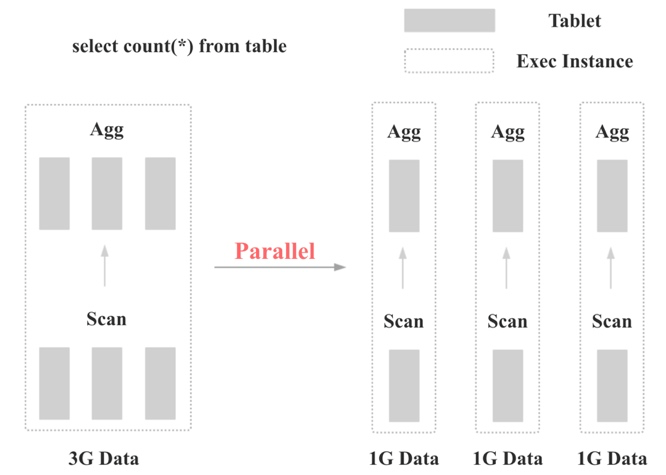 select count(*) from table
Tablet
Exec Instance
Agg
Scan
3G Data
Parallel
Agg
Agg
Agg
Scan
Scan
Scan
1G Data
1G Data
1G Data